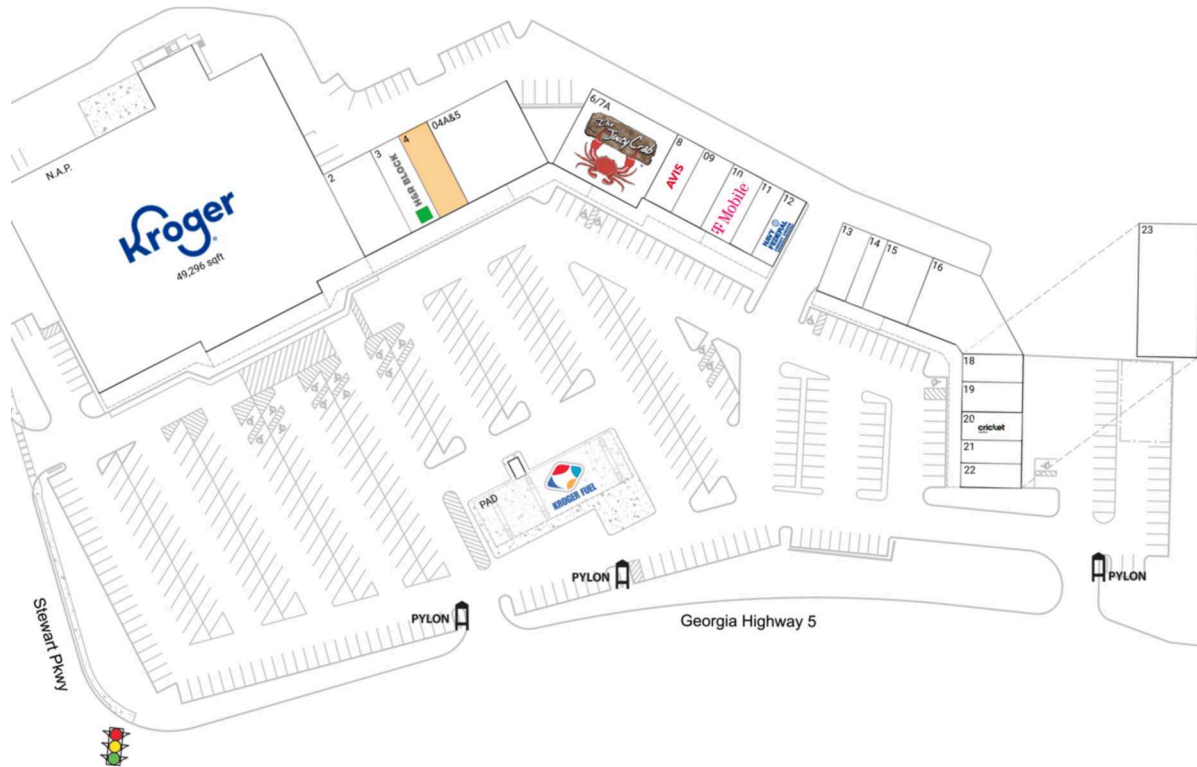 N.A.P.
Kroger
49,296 sqft
2
3
H&R BLOCK
4
04A&5
6/7A
The Juicy Crab
8
AVIS
09
10
T Mobile
11
12
NAVY
FEDERAL
13
14
15
16
23
18
19
20
cricket
21
22
PAD
KROGER FUEL
PYLON
PYLON
PYLON
Georgia Highway 5
Stewart Pkwy